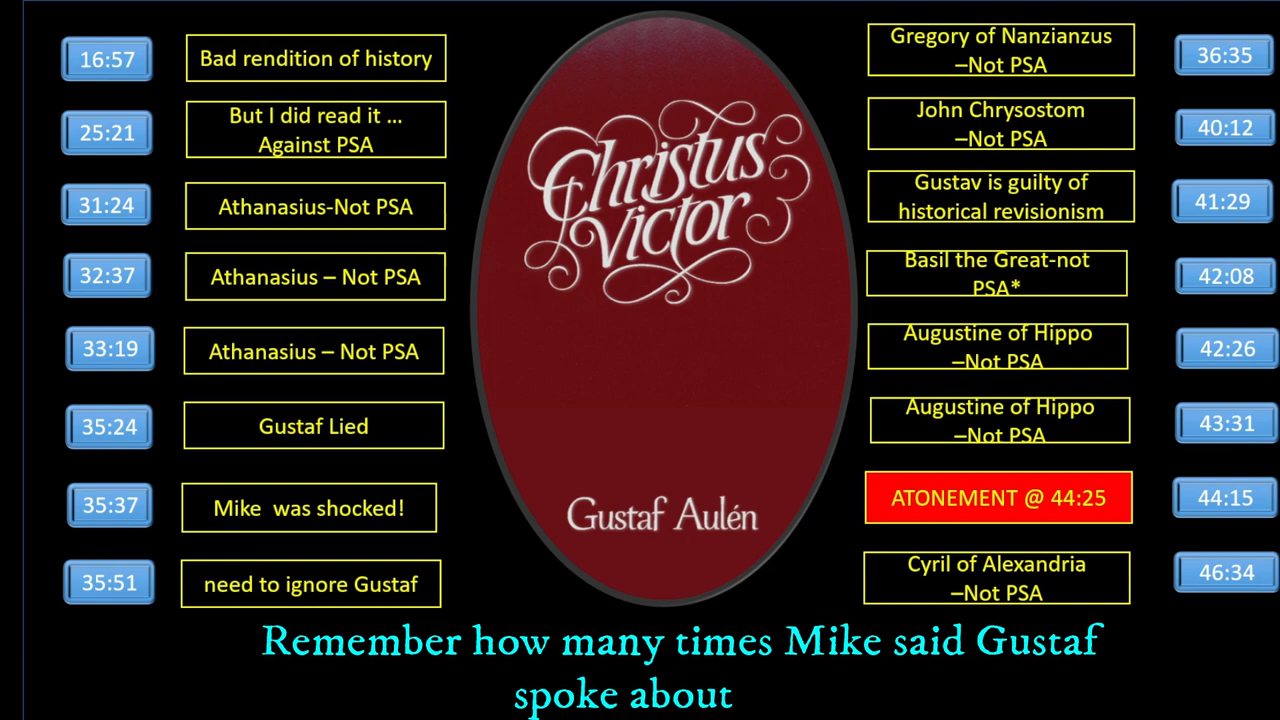 16:57
Bad rendition of history
25:21
But I did read it ...
Against PSA
31:24
Athanasius-Not PSA
32:37
Athanasius – Not PSA
33:19
Athanasius – Not PSA
35:24
Gustaf Lied
35:37
Mike was shocked!
35:51
need to ignore Gustaf
Christus
Victor
Gustaf Aulén
Gregory of Nanzianzus
–Not PSA
36:35
John Chrysostom
–Not PSA
40:12
Gustav is guilty of
historical revisionism
41:29
Basil the Great-not
PSA*
42:08
Augustine of Hippo
–Not PSA
42:26
Augustine of Hippo
–Not PSA
43:31
ATONEMENT @ 44:25
44:15
Cyril of Alexandria
–Not PSA
46:34
Remember how many times Mike said Gustaf
spoke about